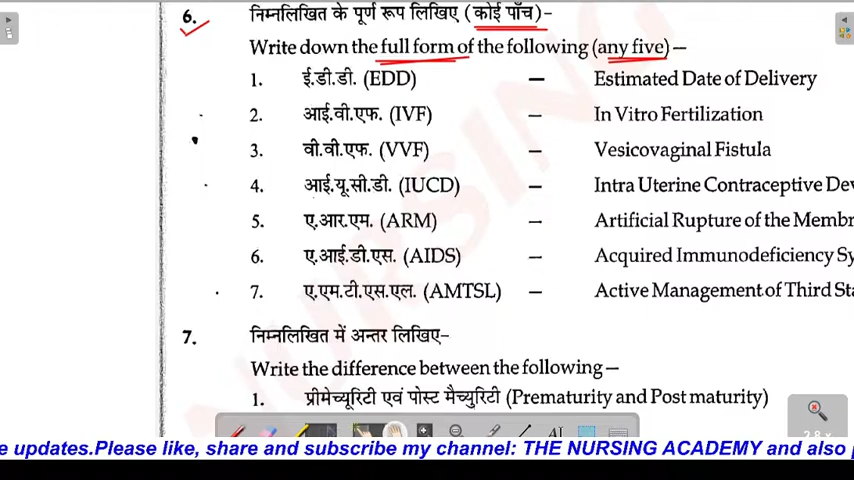 6. निम्नलिखित के पूर्ण रूप लिखिए (कोई पाँच)-
Write down the full form of the following (any five) –
1. ई.डी.डी. (EDD) – Estimated Date of Delivery
2. आई.वी.एफ. (IVF) – In Vitro Fertilization
3. वी.वी.एफ. (VVF) – Vesicovaginal Fistula
4. आई.यू.सी.डी. (IUCD) – Intra Uterine Contraceptive Dev
5. ए.आर.एम. (ARM) – Artificial Rupture of the Membr
6. ए.आई.डी.एस. (AIDS) – Acquired Immunodeficiency Sy
7. ए.एम.टी.एस.एल. (AMTSL) – Active Management of Third Sta
7. निम्नलिखित में अन्तर लिखिए-
Write the difference between the following –
1. प्रीमेच्यूरिटी एवं पोस्ट मैच्युरिटी (Prematurity and Post maturity)
NURSING
AI
2.8 x
e updates.Please like, share and subscribe my channel: THE NURSING ACADEMY and also p